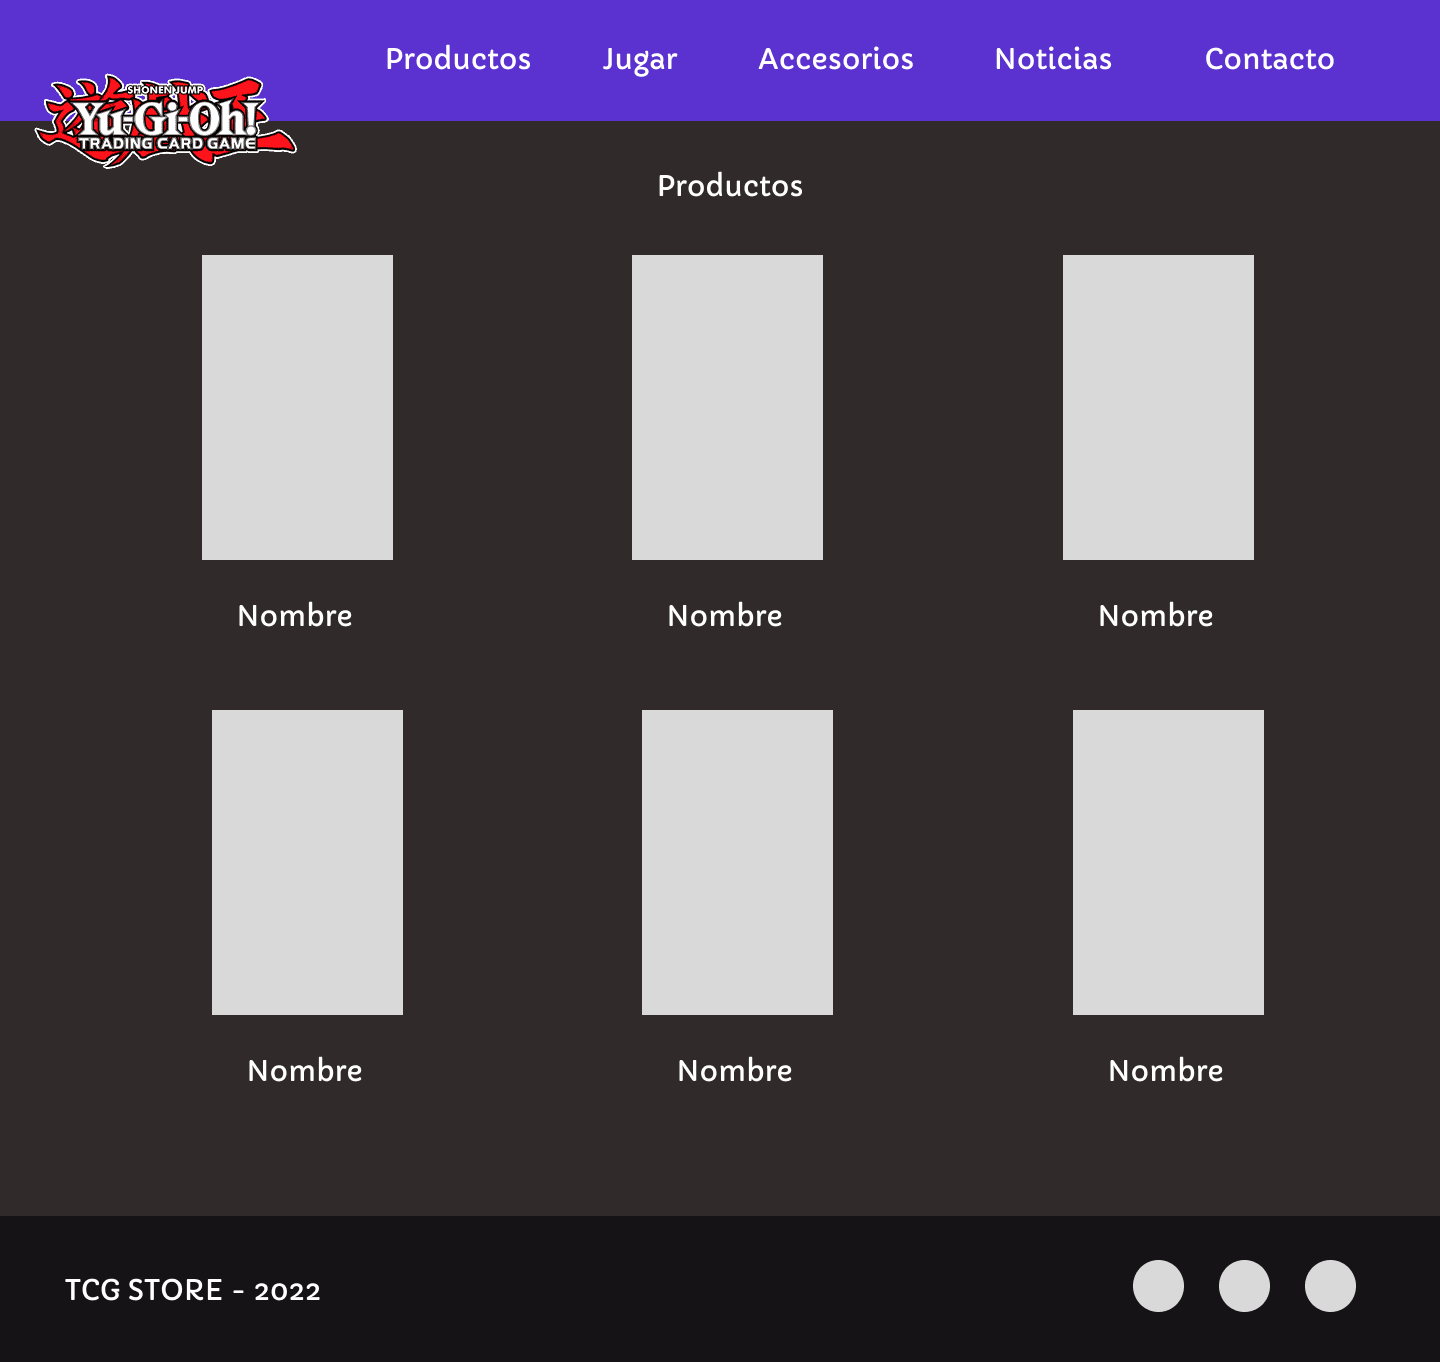 Productos Jugar Accesorios Noticias Contacto
SHONEN JUMP
Yu-Gi-Oh!
TRADING CARD GAME
Productos
Nombre Nombre Nombre
Nombre Nombre Nombre
TCG STORE - 2022